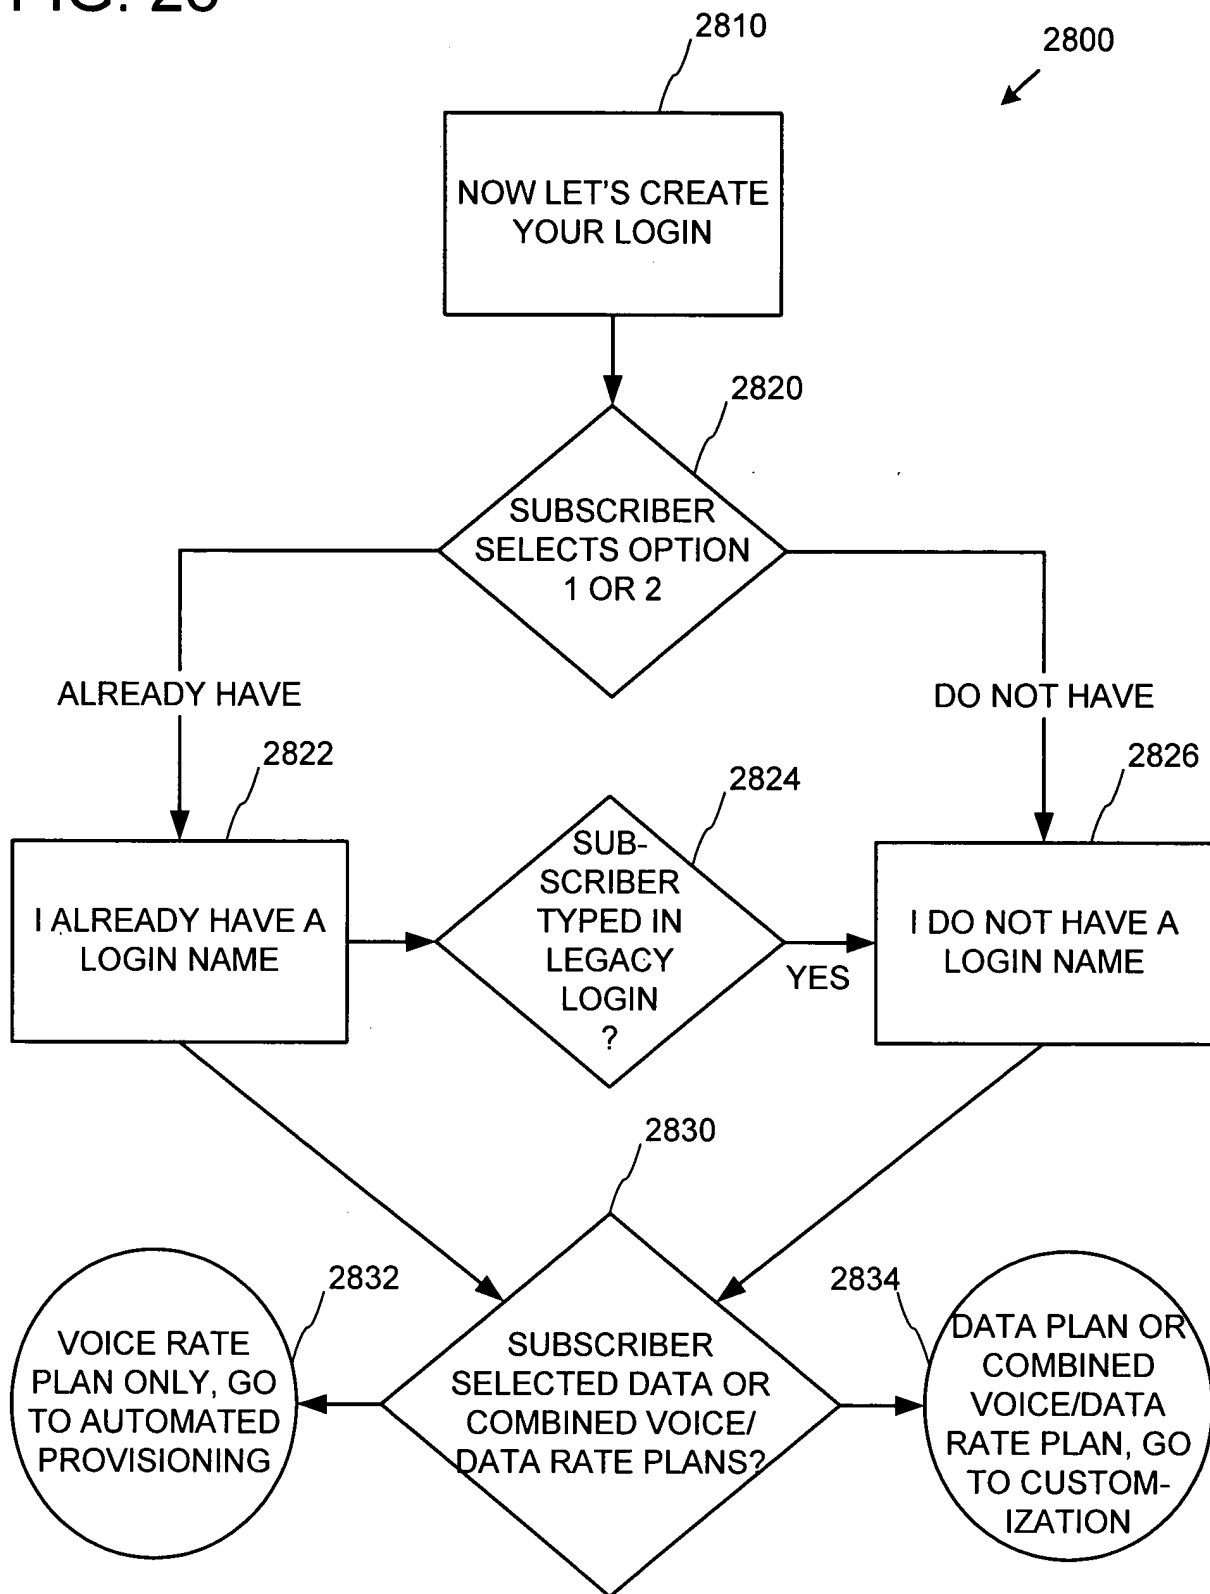 2810
2800
NOW LET'S CREATE
YOUR LOGIN
2820
SUBSCRIBER
SELECTS OPTION
1 OR 2
ALREADY HAVE
DO NOT HAVE
2822
2824
2826
I ALREADY HAVE A
LOGIN NAME
SUB-
SCRIBER
TYPED IN
LEGACY
LOGIN
?
YES
I DO NOT HAVE A
LOGIN NAME
2830
2832
2834
VOICE RATE
PLAN ONLY, GO
TO AUTOMATED
PROVISIONING
SUBSCRIBER
SELECTED DATA OR
COMBINED VOICE/
DATA RATE PLANS?
DATA PLAN OR
COMBINED
VOICE/DATA
RATE PLAN, GO
TO CUSTOM-
IZATION